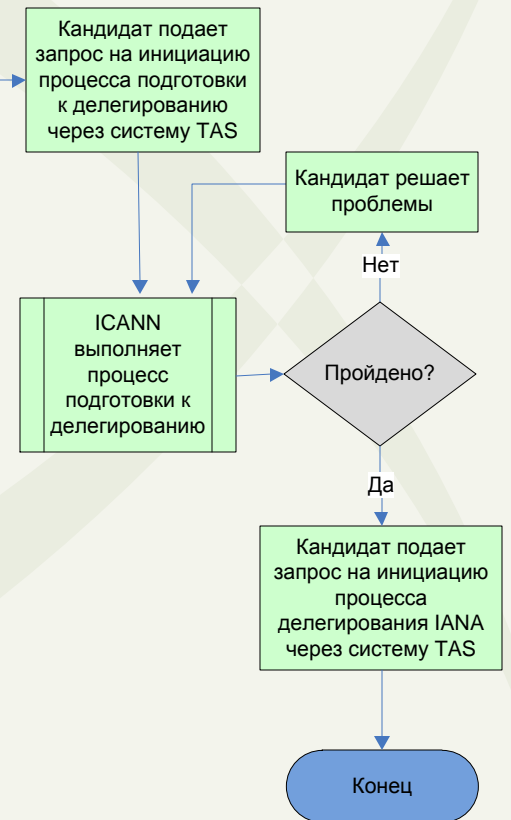 Кандидат подает
запрос на инициацию
процесса подготовки
к делегированию
через систему TAS
Кандидат решает
проблемы
Нет
ICANN
выполняет
процесс
подготовки к
делегированию
Пройдено?
Да
Кандидат подает
запрос на инициацию
процесса
делегирования IANA
через систему TAS
Конец